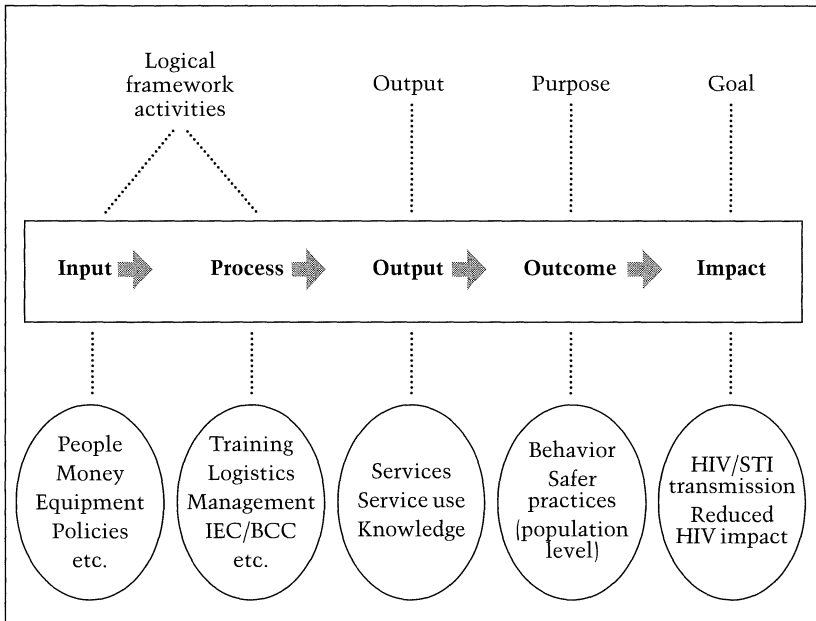 Logical
framework
activities
Output
Purpose
Goal
Input
Process
Output
Outcome
Impact
People
Money
Equipment
Policies
etc.
Training
Logistics
Management
IEC/BCC
etc.
Services
Service use
Knowledge
Behavior
Safer
practices
(population
level)
HIV/STI
transmission
Reduced
HIV impact